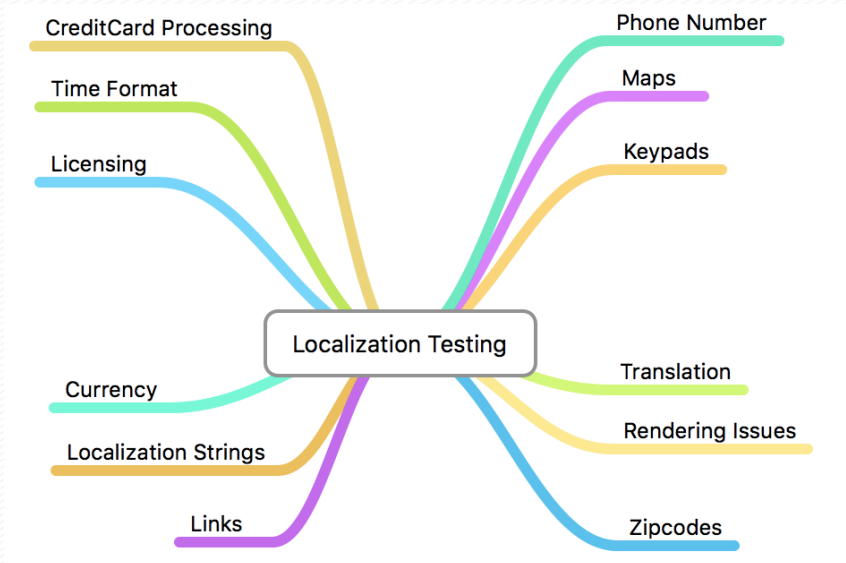 CreditCard Processing
Time Format
Licensing
Currency
Localization Strings
Links
Localization Testing
Phone Number
Maps
Keypads
Translation
Rendering Issues
Zipcodes